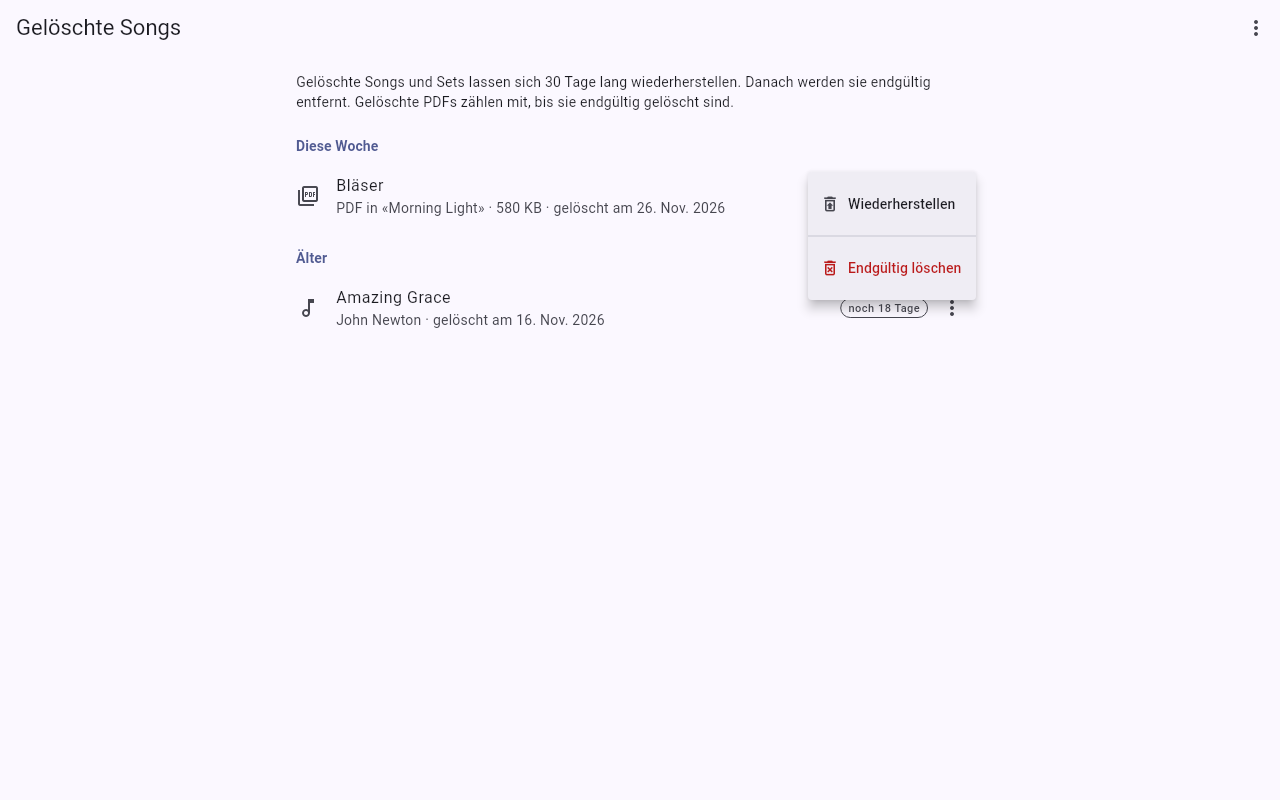 Gelöschte Songs
Gelöschte Songs und Sets lassen sich 30 Tage lang wiederherstellen. Danach werden sie endgültig
entfernt. Gelöschte PDFs zählen mit, bis sie endgültig gelöscht sind.
Diese Woche
PDF
Bläser
PDF in «Morning Light» · 580 KB · gelöscht am 26. Nov. 2026
Wiederherstellen
Endgültig löschen
Älter
Amazing Grace
John Newton · gelöscht am 16. Nov. 2026
noch 18 Tage